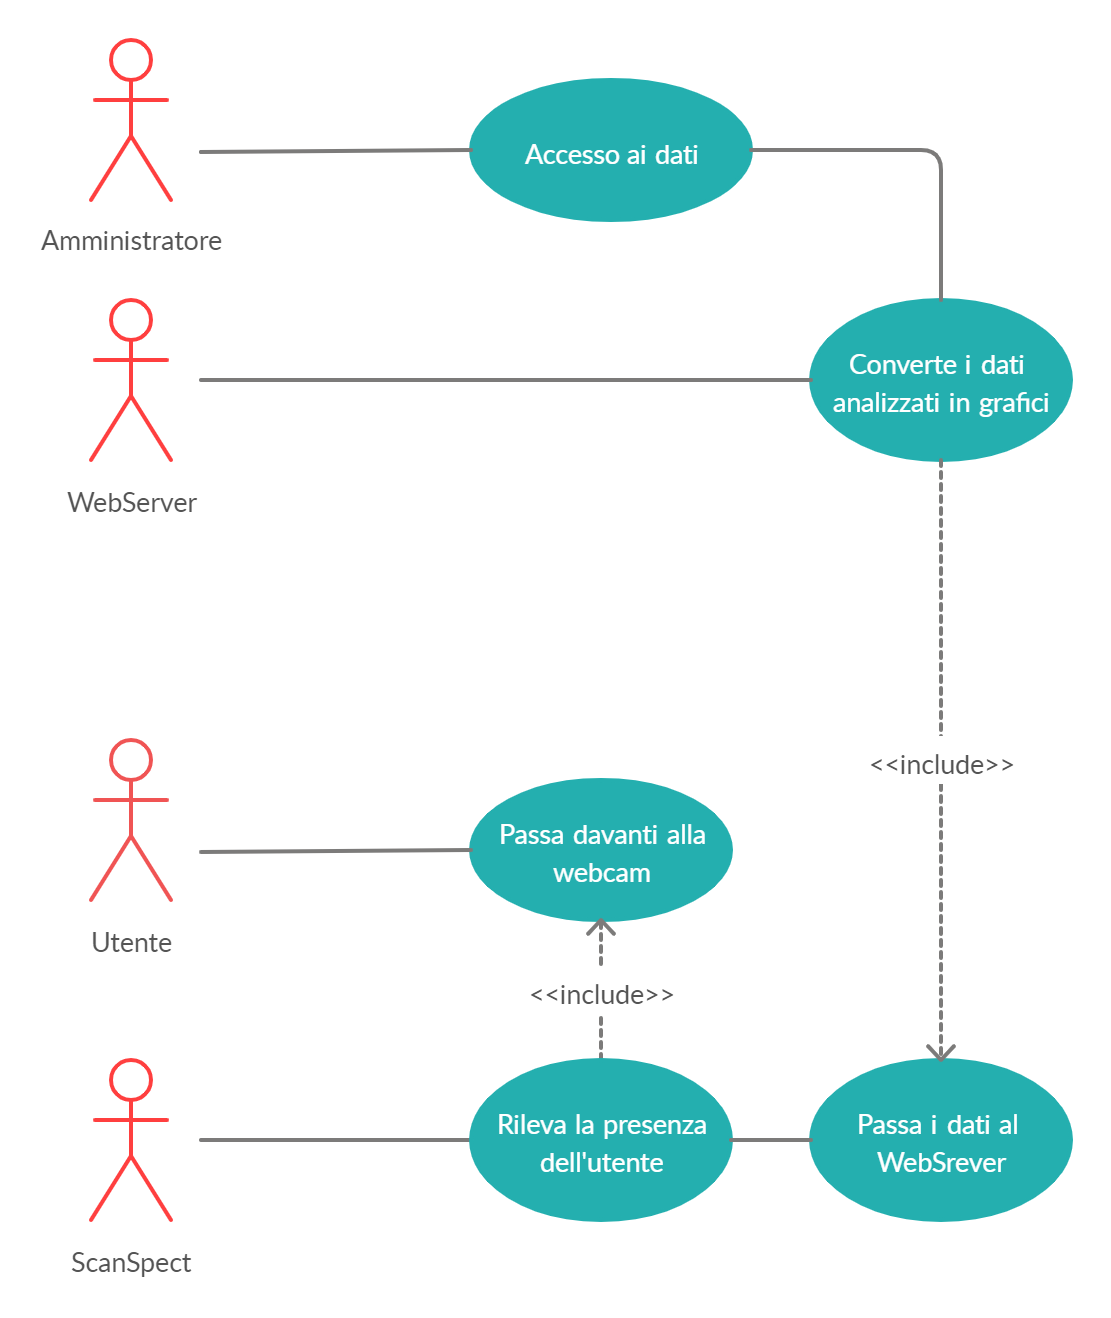 Accesso ai dati
Amministratore
Converte i dati
analizzati in grafici
WebServer
<<include>>
Passa davanti alla
webcam
Utente
<<include>>
Rileva la presenza
dell'utente
Passa i dati al
WebSrever
ScanSpect